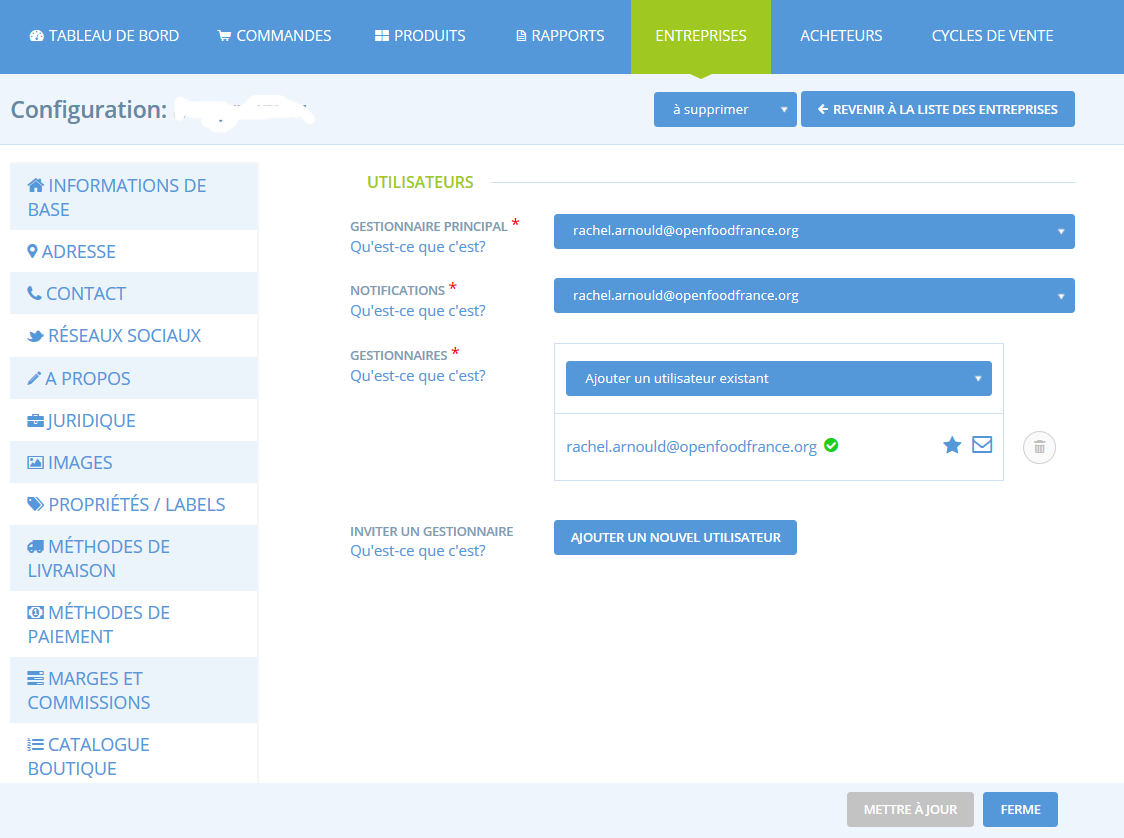 TABLEAU DE BORD COMMANDES PRODUITS RAPPORTS ENTREPRISES ACHETEURS CYCLES DE VENTE
Configuration:
à supprimer
REVENIR À LA LISTE DES ENTREPRISES
INFORMATIONS DE
BASE
ADRESSE
CONTACT
RÉSEAUX SOCIAUX
A PROPOS
JURIDIQUE
IMAGES
PROPRIÉTÉS / LABELS
MÉTHODES DE
LIVRAISON
MÉTHODES DE
PAIEMENT
MARGES ET
COMMISSIONS
CATALOGUE
BOUTIQUE
UTILISATEURS
GESTIONNAIRE PRINCIPAL *
Qu'est-ce que c'est?
rachel.arnould@openfoodfrance.org
NOTIFICATIONS *
Qu'est-ce que c'est?
rachel.arnould@openfoodfrance.org
GESTIONNAIRES *
Qu'est-ce que c'est?
Ajouter un utilisateur existant
rachel.arnould@openfoodfrance.org
INVITER UN GESTIONNAIRE
Qu'est-ce que c'est?
AJOUTER UN NOUVEL UTILISATEUR
METTRE À JOUR
FERME